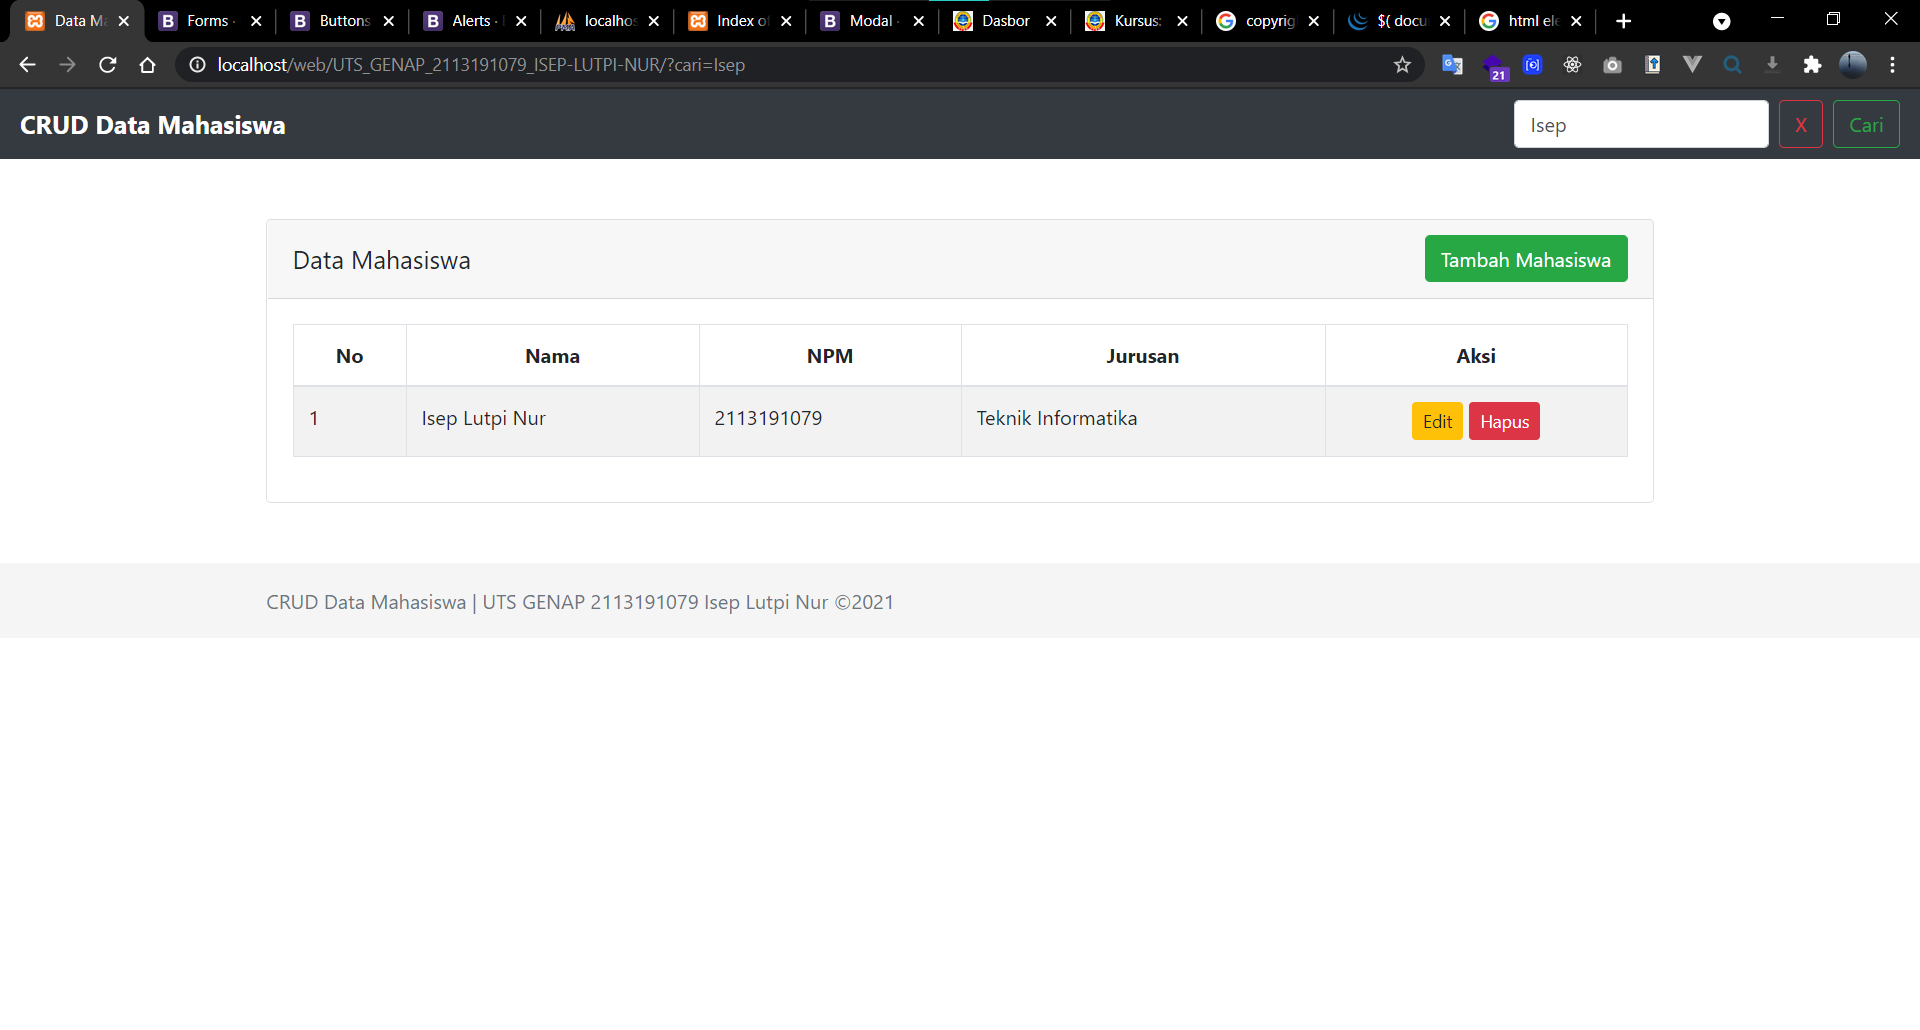 Data Ma
Forms ·
Buttons
Alerts ·
localhos
Index of
Modal ·
Dasbor
Kursus:
copyrig
$( docu
html ele
localhost/web/UTS_GENAP_2113191079_ISEP-LUTPI-NUR/?cari=Isep
21
CRUD Data Mahasiswa
Isep
X
Cari
Data Mahasiswa
Tambah Mahasiswa
No Nama NPM Jurusan Aksi
1 Isep Lutpi Nur 2113191079 Teknik Informatika Edit Hapus
CRUD Data Mahasiswa | UTS GENAP 2113191079 Isep Lutpi Nur ©2021